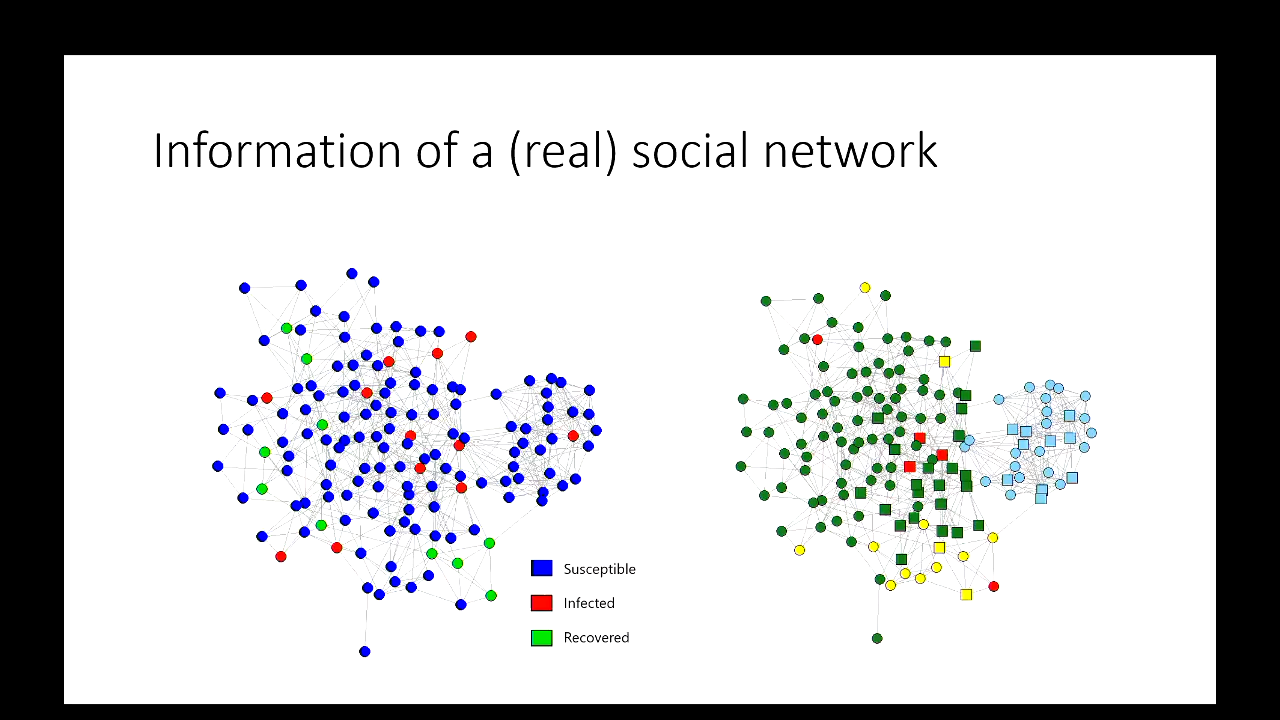 Information of a (real) social network
Susceptible
Infected
Recovered